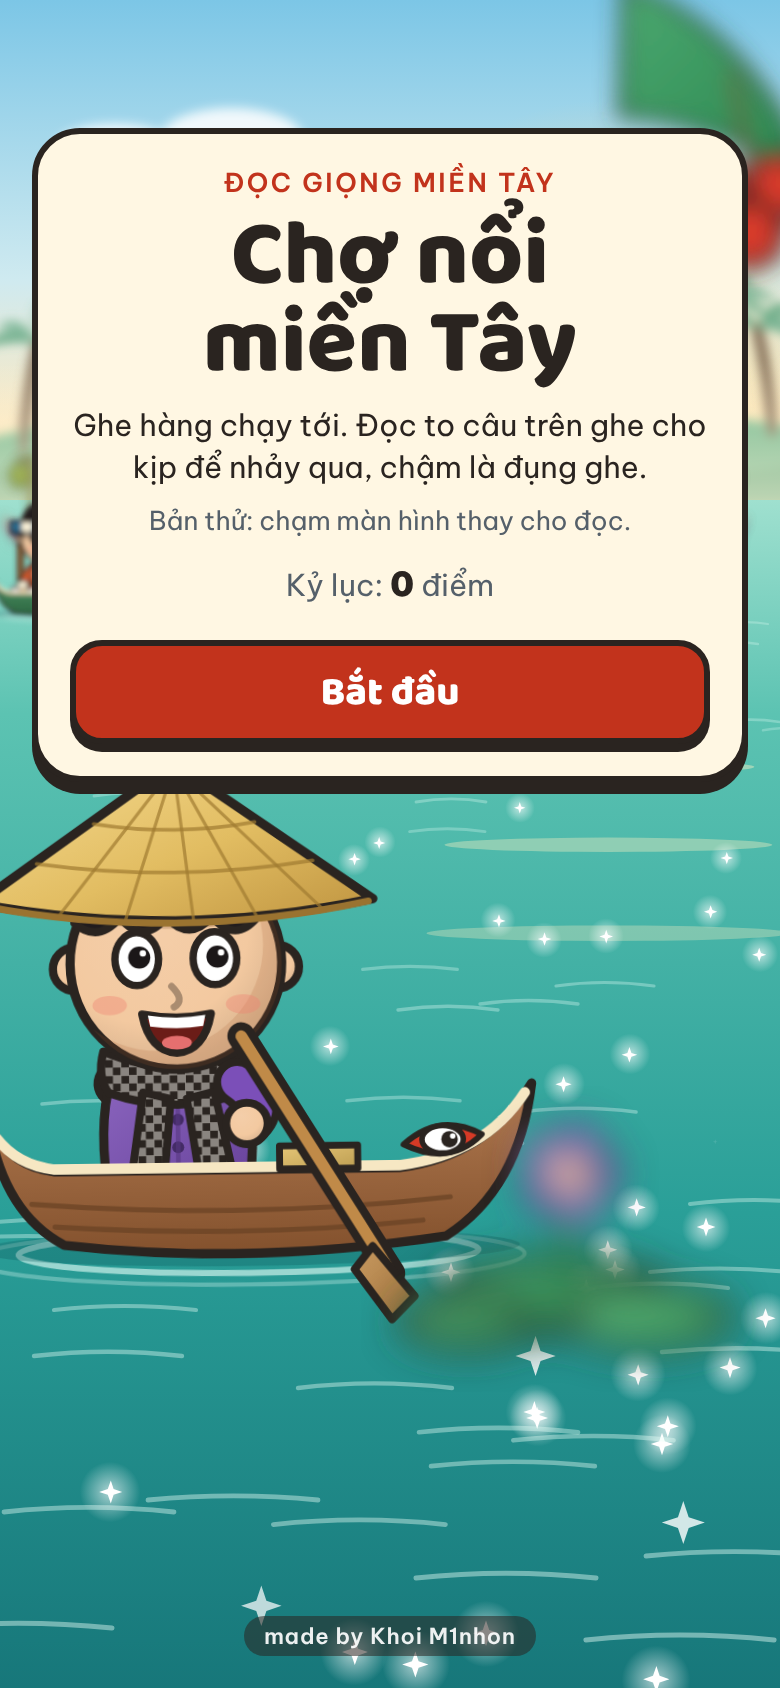 ĐỌC GIỌNG MIỀN TÂY
Chợ nổi
miền Tây
Ghe hàng chạy tới. Đọc to câu trên ghe cho
kịp để nhảy qua, chậm là đụng ghe.
Bản thử: chạm màn hình thay cho đọc.
Kỷ lục: 0 điểm
Bắt đầu
made by Khoi M1nhon